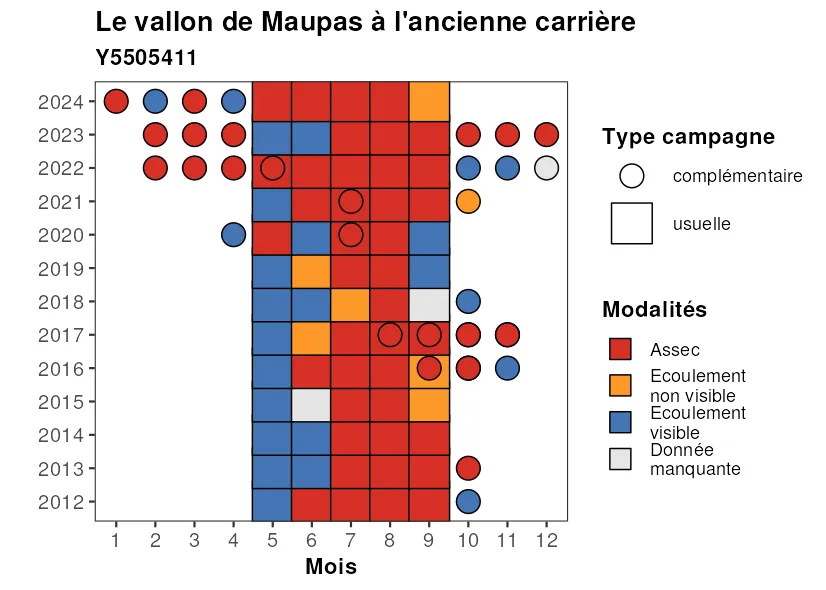 Le vallon de Maupas à l'ancienne carrière
Y5505411
2024
2023
2022
2021
2020
2019
2018
2017
2016
2015
2014
2013
2012
1 2 3 4 5 6 7 8 9 10 11 12
Mois
Type campagne
complémentaire
usuelle
Modalités
Assec
Ecoulement
non visible
Ecoulement
visible
Donnée
manquante